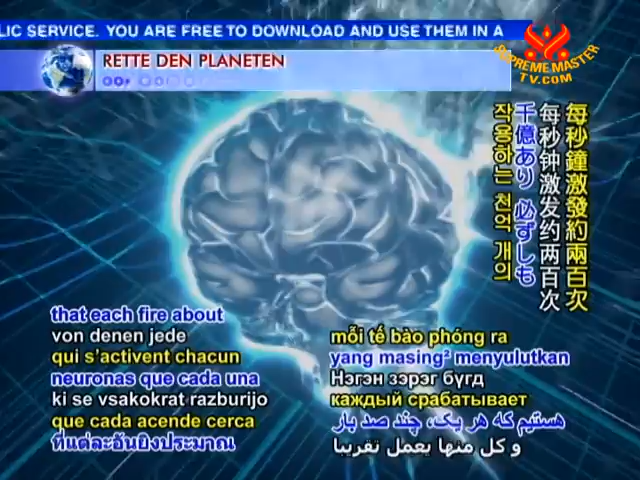 LIC SERVICE. YOU ARE FREE TO DOWNLOAD AND USE THEM IN A
SUPREME MASTER
TV.COM
RETTE DEN PLANETEN
每秒鐘激發約兩百次
每秒钟激发约两百次
千億あり 必ずしも
작용하는 천억 개의
that each fire about
von denen jede
qui s'activent chacun
neuronas que cada una
ki se vsakokrat razburijo
que cada acende cerca
ที่แต่ละอันยิงประมาณ
mỗi tế bào phóng ra
yang masing² menyulutkan
Нэгэн зэрэг бүгд
каждый срабатывает
هستیم که هر یک، چند صد بار
و كل منها يعمل تقريبا